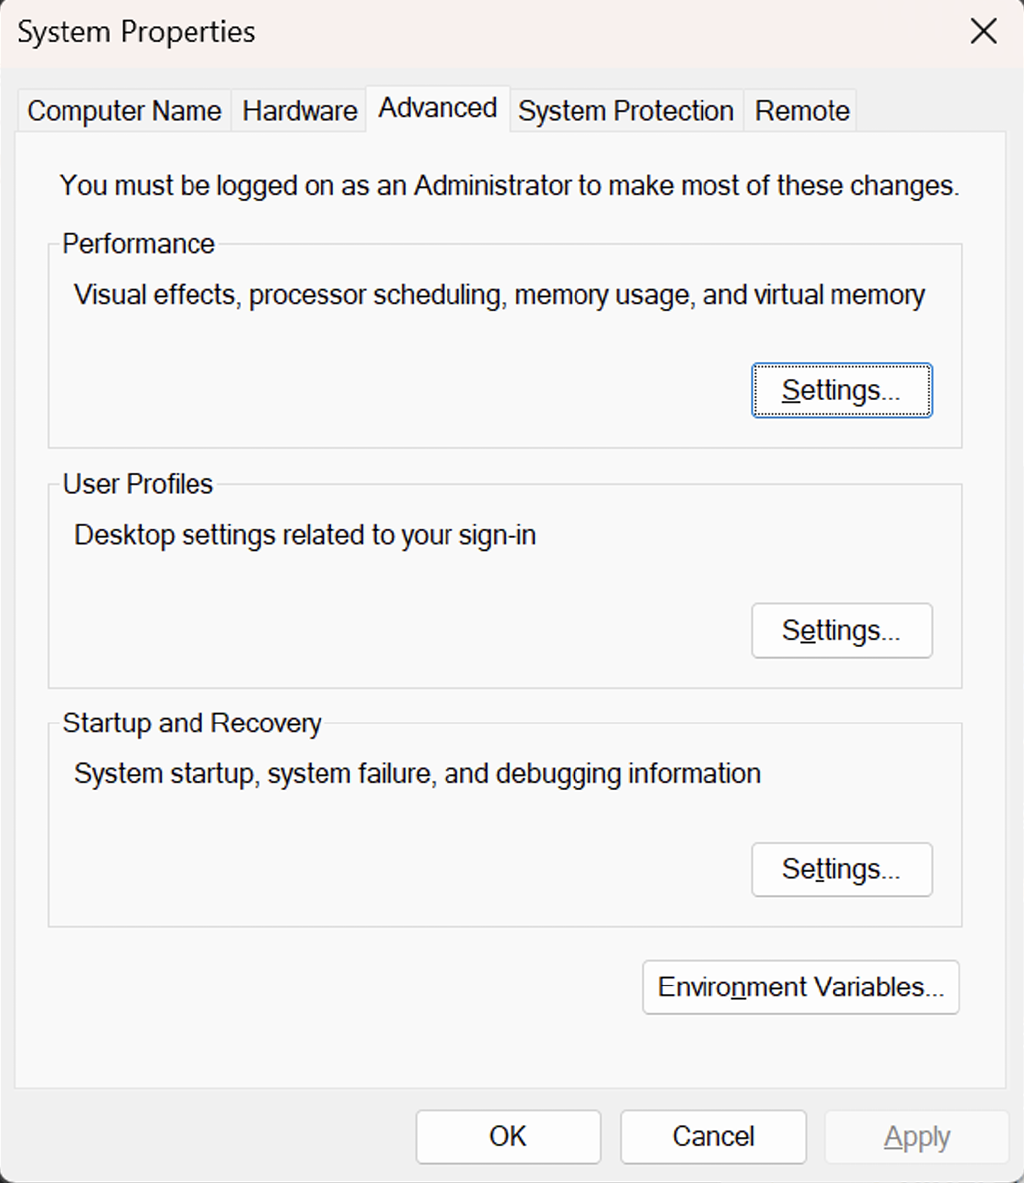 System Properties
Computer Name Hardware Advanced System Protection Remote
You must be logged on as an Administrator to make most of these changes.
Performance
Visual effects, processor scheduling, memory usage, and virtual memory
Settings...
User Profiles
Desktop settings related to your sign-in
Settings...
Startup and Recovery
System startup, system failure, and debugging information
Settings...
Environment Variables...
OK Cancel Apply